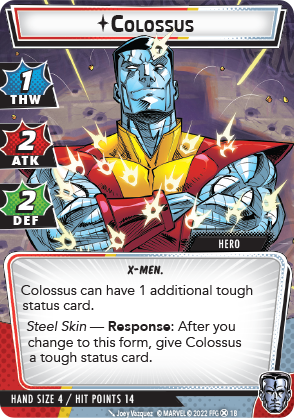 Colossus
1
THW
2
ATK
2
DEF
HERO
X-MEN.
Colossus can have 1 additional tough
status card.
Steel Skin — Response: After you
change to this form, give Colossus
a tough status card.
HAND SIZE 4 / HIT POINTS 14
Joey Vazquez © MARVEL © 2022 FFG 18